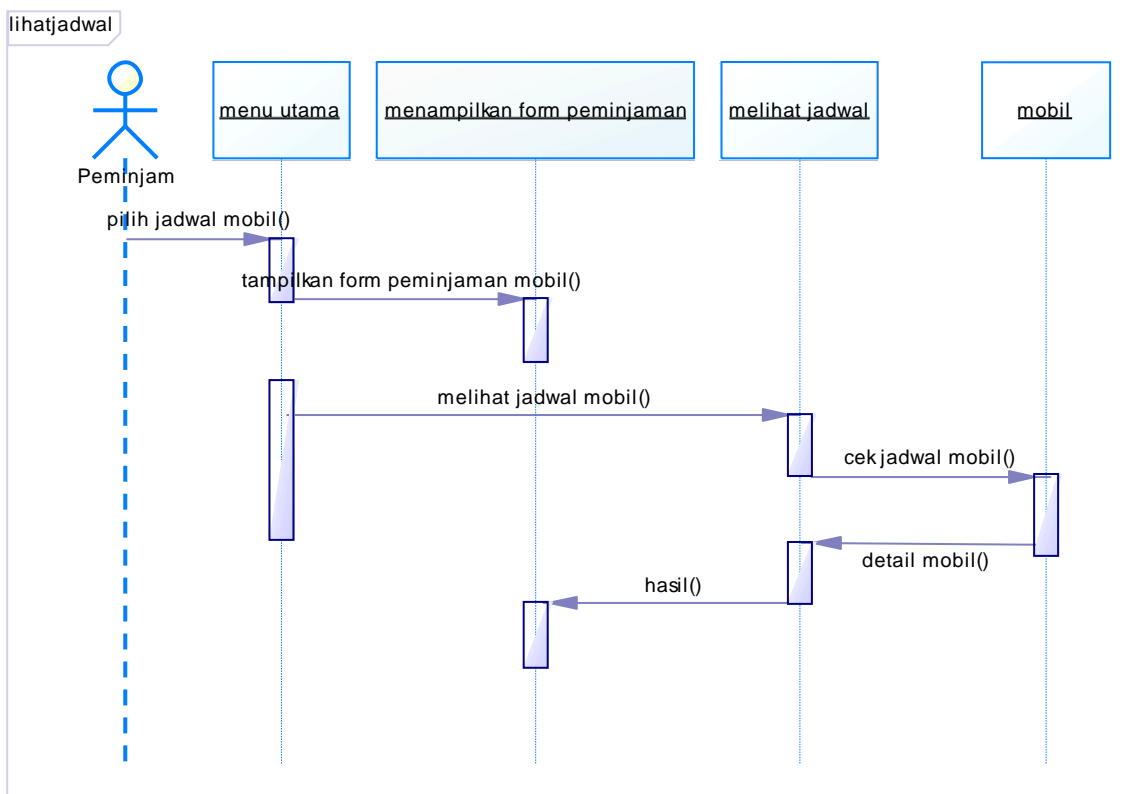 lihatjadwal
menu utama
menampilkan form peminjaman
melihat jadwal
mobil
Peminjam
pilih jadwal mobil()
tampilkan form peminjaman mobil()
melihat jadwal mobil()
cek jadwal mobil()
detail mobil()
hasil()